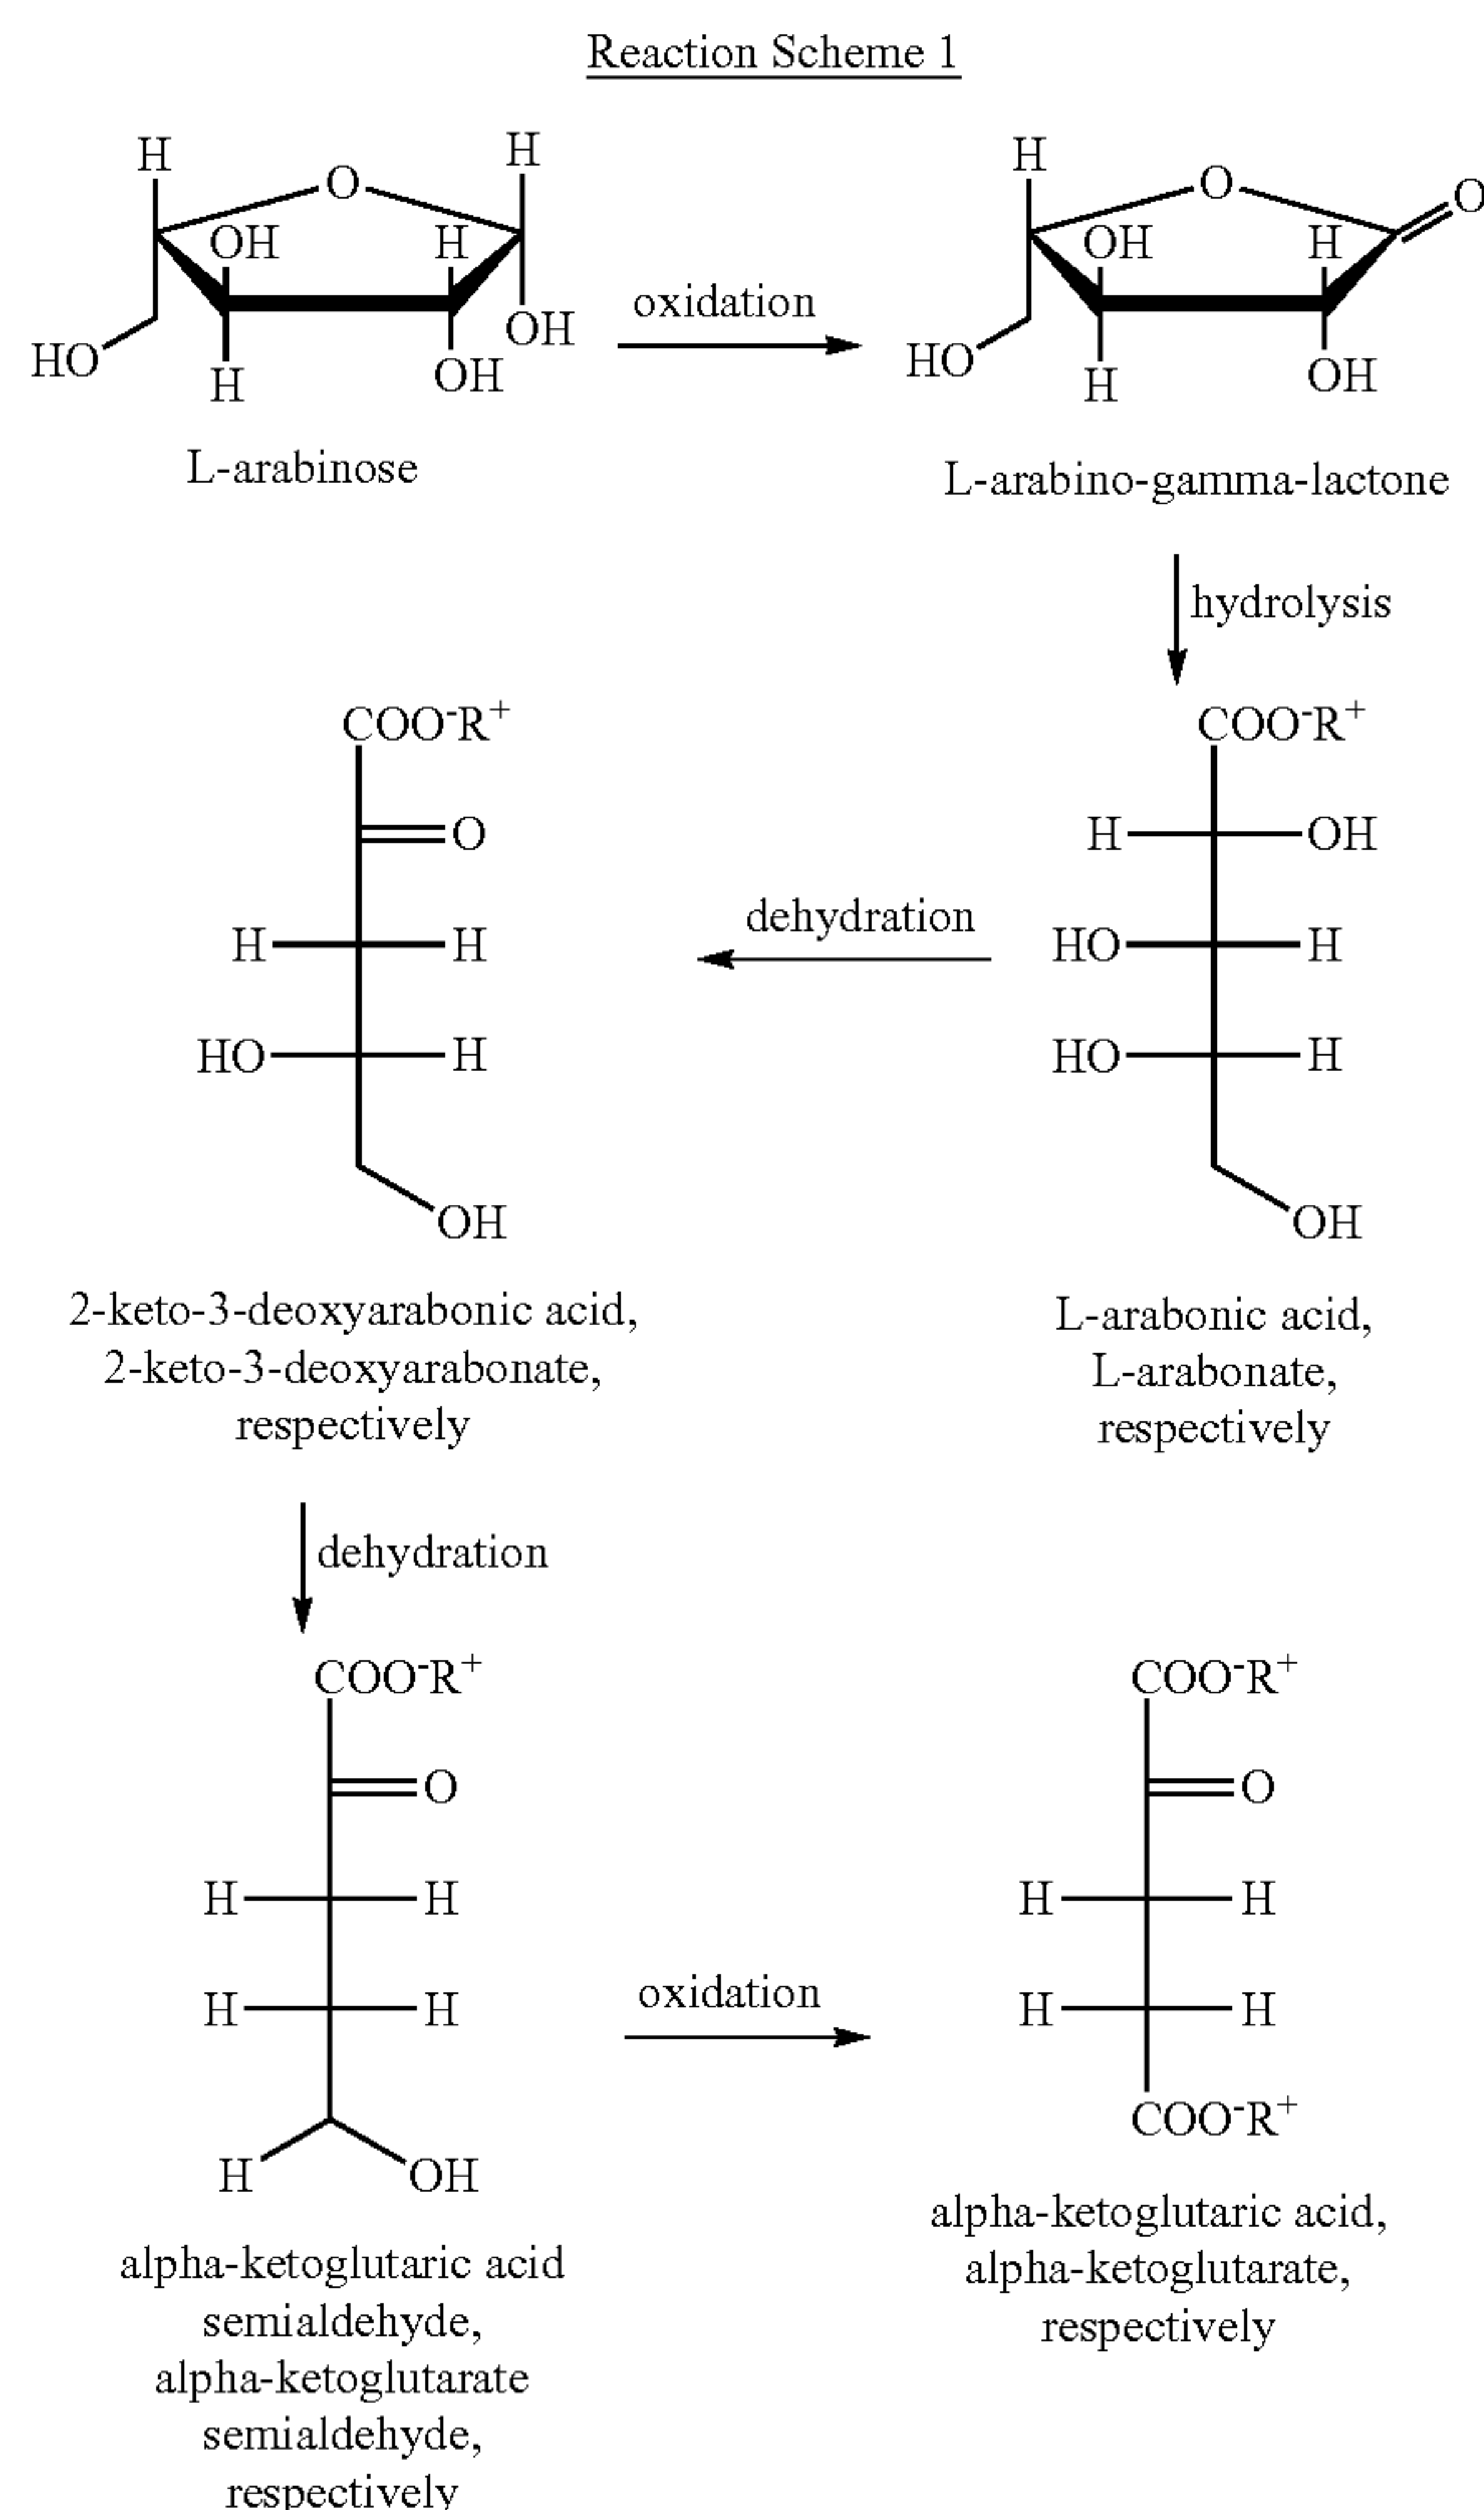 Reaction Scheme 1
H
O
H
OH
H
HO
H
OH
OH
L-arabinose
oxidation
H
O
O
OH
H
HO
H
OH
L-arabino-gamma-lactone
hydrolysis
COO-R+
H OH
HO H
HO H
OH
L-arabonic acid,
L-arabonate,
respectively
dehydration
COO-R+
O
H H
HO H
OH
2-keto-3-deoxyarabonic acid,
2-keto-3-deoxyarabonate,
respectively
dehydration
COO-R+
O
H H
H H
H OH
alpha-ketoglutaric acid
semialdehyde,
alpha-ketoglutarate
semialdehyde,
respectively
oxidation
COO-R+
O
H H
H H
COO-R+
alpha-ketoglutaric acid,
alpha-ketoglutarate,
respectively